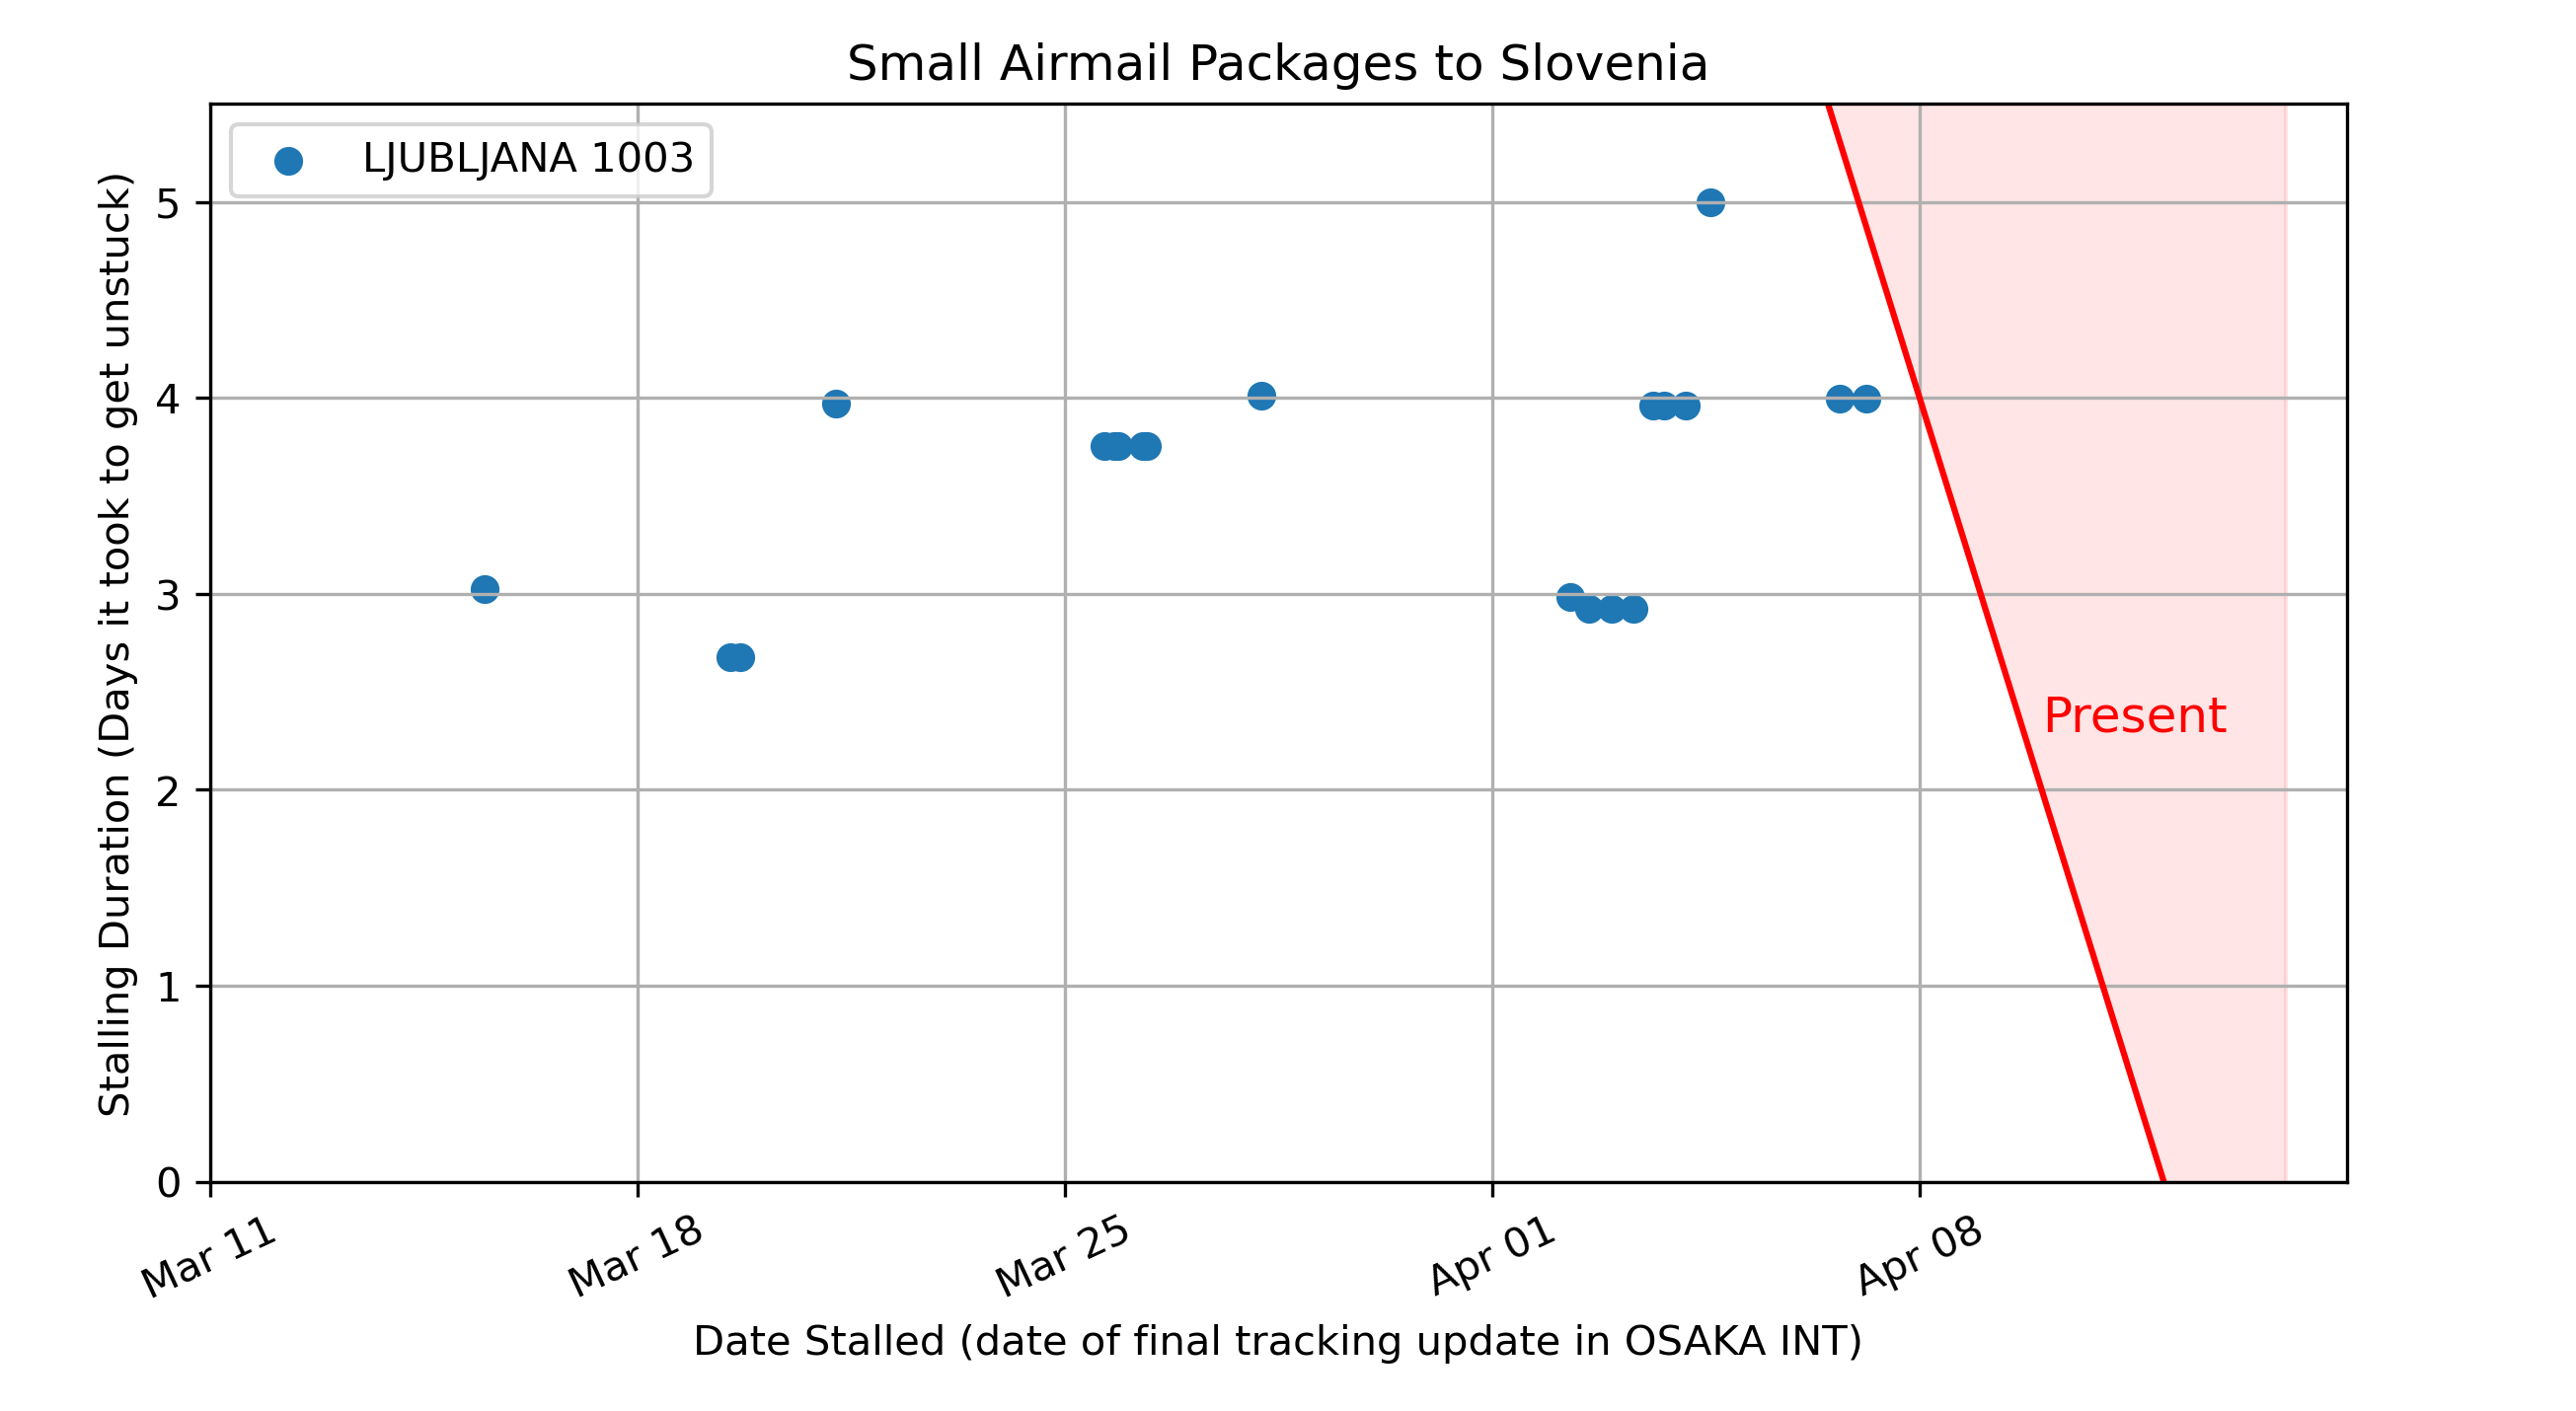 Small Airmail Packages to Slovenia
LJUBLJANA 1003
Stalling Duration (Days it took to get unstuck)
5
4
3
2
1
0
Present
Mar 11
Mar 18
Mar 25
Apr 01
Apr 08
Date Stalled (date of final tracking update in OSAKA INT)